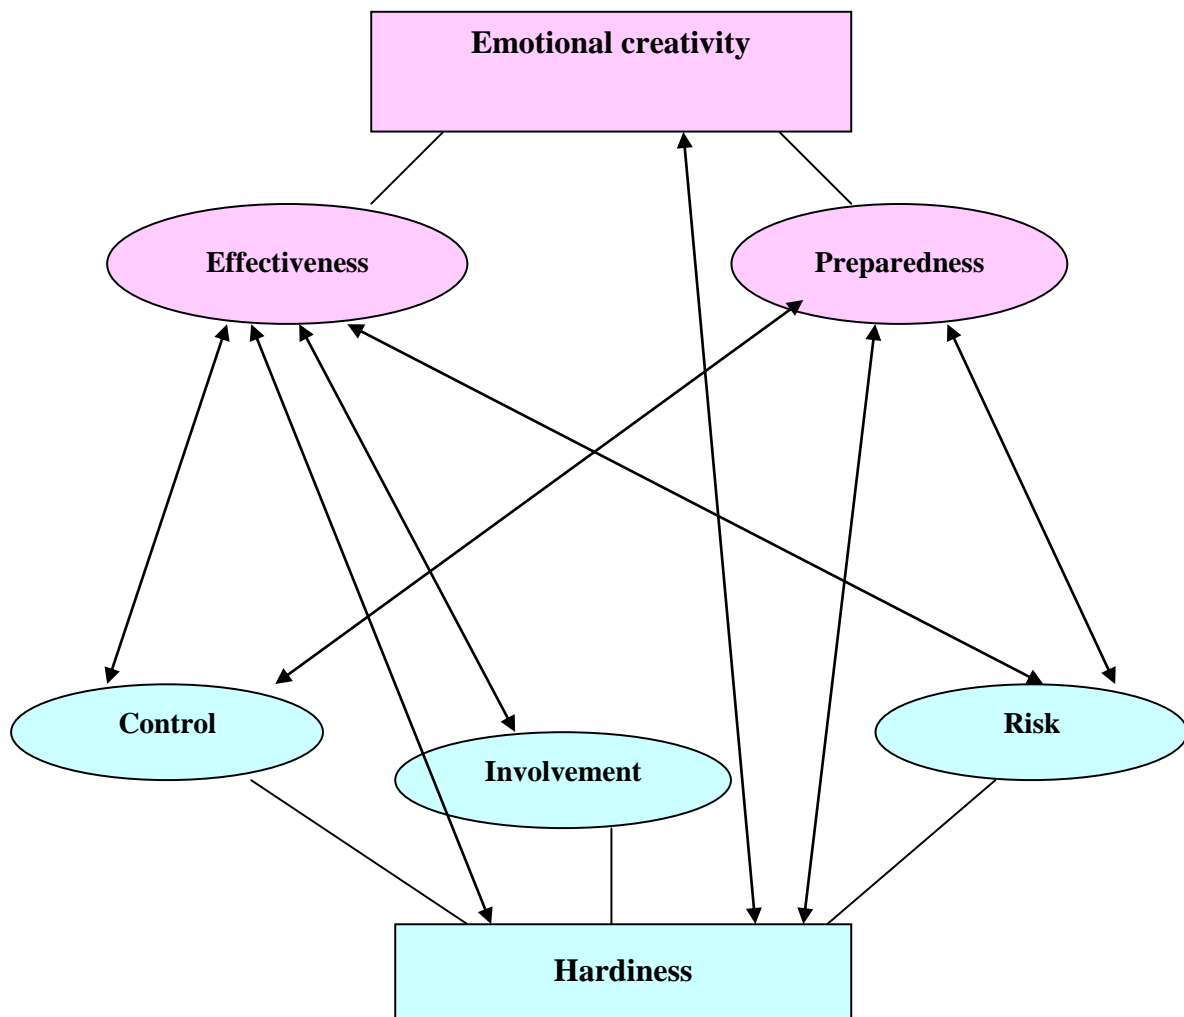 Emotional creativity
Effectiveness
Preparedness
Control
Risk
Involvement
Hardiness